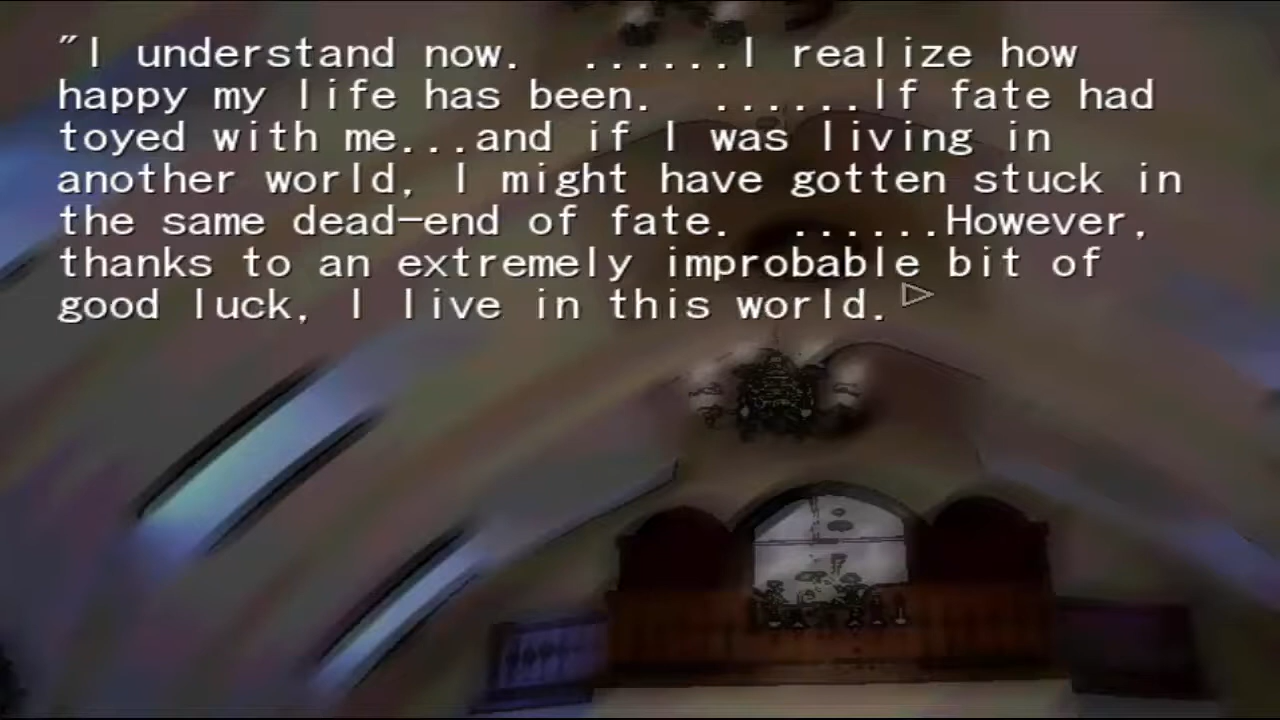 "I understand now.  ......I realize how
happy my life has been.  ......If fate had
toyed with me...and if I was living in
another world, I might have gotten stuck in
the same dead—end of fate.  ......However,
thanks to an extremely improbable bit of
good luck, I live in this world.